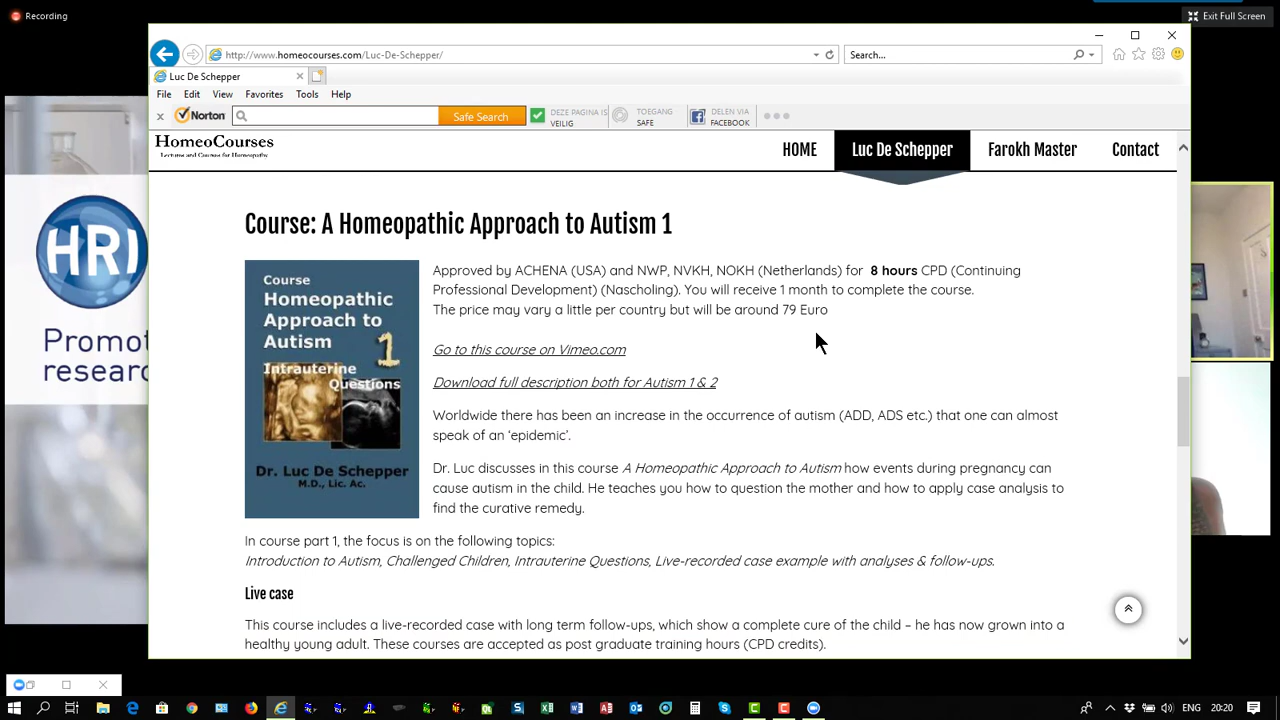 Recording
Exit Full Screen
http://www.homeocourses.com/Luc-De-Schepper/
Search...
Luc De Schepper
File Edit View Favorites Tools Help
Norton
Safe Search
DEZE PAGINA IS
VEILIG
TOEGANG
SAFE
DELEN VIA
FACEBOOK
HomeoCourses
Lectures and Courses for Homeopathy
HOME
Luc De Schepper
Farokh Master
Contact
HRI
Promot
resear
Course: A Homeopathic Approach to Autism 1
Course
Homeopathic
Approach to
Autism 1
Intrauterine
Questions
Dr. Luc De Schepper
M.D., Lic. Ac.
Approved by ACHENA (USA) and NWP, NVKH, NOKH (Netherlands) for 8 hours CPD (Continuing
Professional Development) (Nascholing). You will receive 1 month to complete the course.
The price may vary a little per country but will be around 79 Euro
Go to this course on Vimeo.com
Download full description both for Autism 1 & 2
Worldwide there has been an increase in the occurrence of autism (ADD, ADS etc.) that one can almost
speak of an ‘epidemic’.
Dr. Luc discusses in this course A Homeopathic Approach to Autism how events during pregnancy can
cause autism in the child. He teaches you how to question the mother and how to apply case analysis to
find the curative remedy.
In course part 1, the focus is on the following topics:
Introduction to Autism, Challenged Children, Intrauterine Questions, Live-recorded case example with analyses & follow-ups.
Live case
This course includes a live-recorded case with long term follow-ups, which show a complete cure of the child – he has now grown into a
healthy young adult. These courses are accepted as post graduate training hours (CPD credits).
20:20